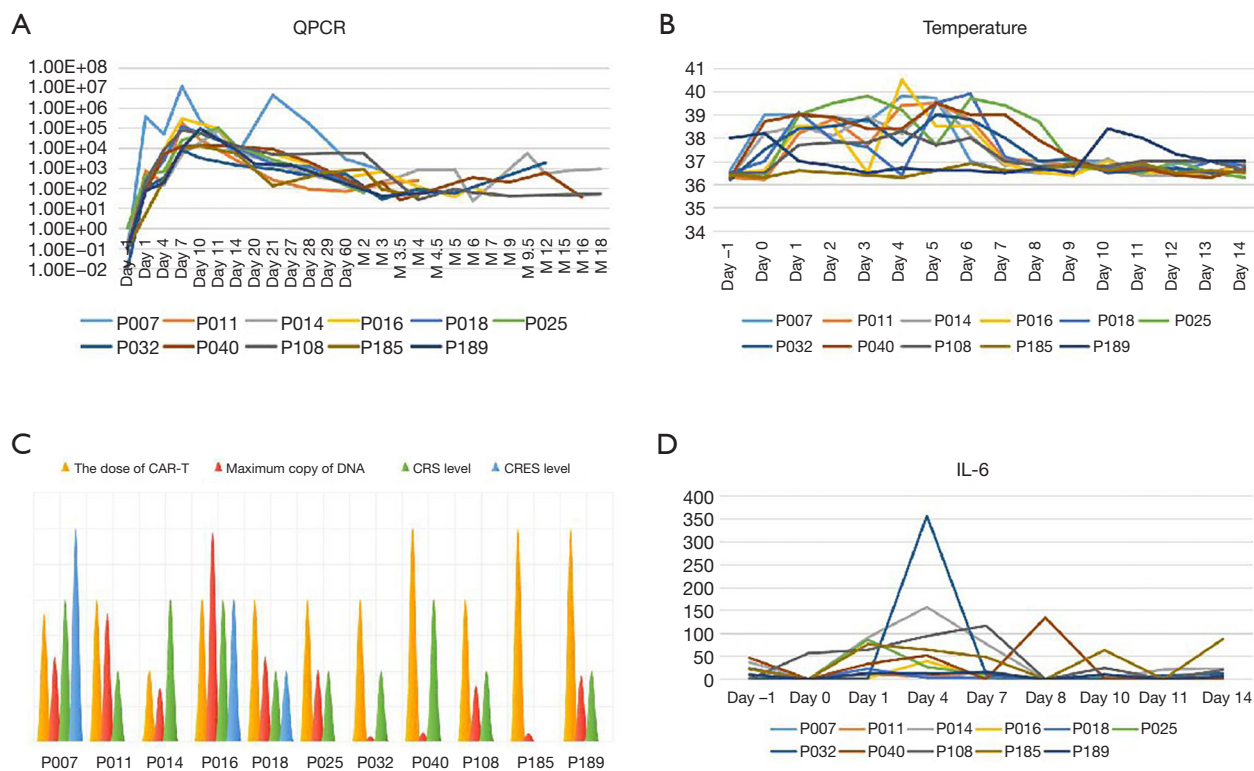 A
QPCR
1.00E+08
1.00E+07
1.00E+06
1.00E+05
1.00E+04
1.00E+03
1.00E+02
1.00E+01
1.00E+00
1.00E−01
1.00E−02
Day 1 Day 4 Day 7 Day 10 Day 11 Day 14 Day 20 Day 21 Day 27 Day 28 Day 29 Day 60 M 2 M 3 M 3.5 M 4 M 4.5 M 5 M 6 M 7 M 9 M 9.5 M 12 M 15 M 16 M 18
P007 P011 P014 P016 P018 P025
P032 P040 P108 P185 P189
B
Temperature
41
40
39
38
37
36
35
34
Day −1 Day 0 Day 1 Day 2 Day 3 Day 4 Day 5 Day 6 Day 7 Day 8 Day 9 Day 10 Day 11 Day 12 Day 13 Day 14
P007 P011 P014 P016 P018 P025
P032 P040 P108 P185 P189
C
The dose of CAR-T Maximum copy of DNA CRS level CRES level
P007 P011 P014 P016 P018 P025 P032 P040 P108 P185 P189
D
IL-6
400
350
300
250
200
150
100
50
0
Day −1 Day 0 Day 1 Day 4 Day 7 Day 8 Day 10 Day 11 Day 14
P007 P011 P014 P016 P018 P025
P032 P040 P108 P185 P189